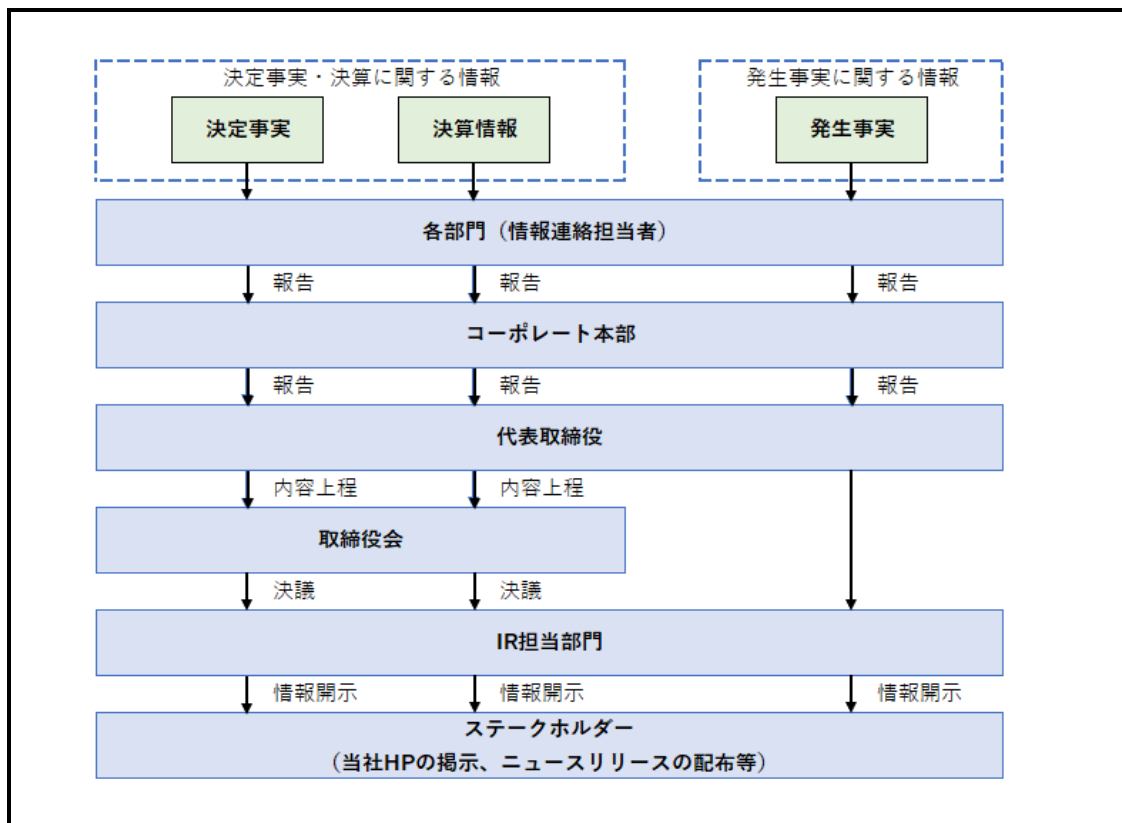 決定事実・決算に関する情報
発生事実に関する情報
決定事実
決算情報
発生事実
各部門（情報連絡担当者）
報告
報告
報告
コーポレート本部
報告
報告
報告
代表取締役
内容上程
内容上程
取締役会
決議
決議
IR担当部門
情報開示
情報開示
情報開示
ステークホルダー
（当社HPの掲示、ニュースリリースの配布等）